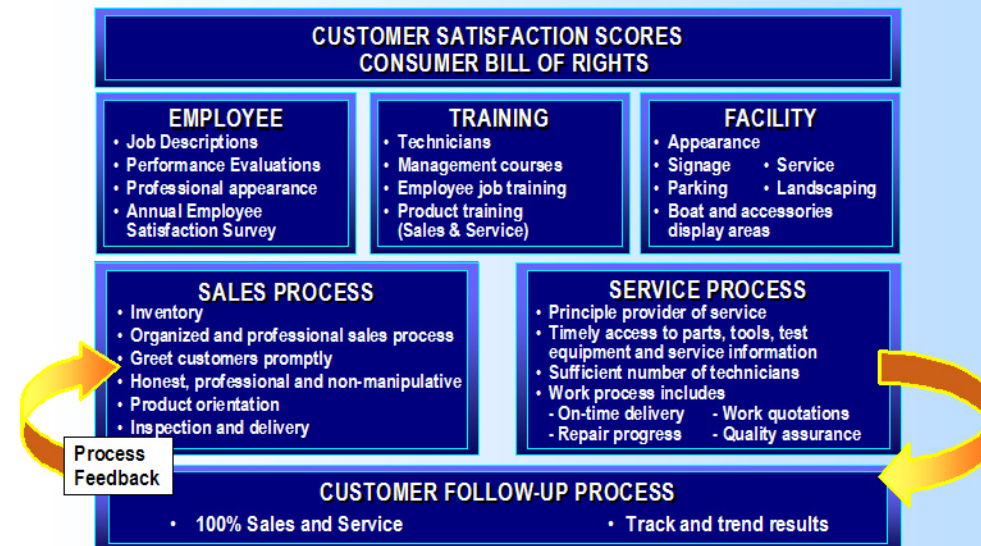 CUSTOMER SATISFACTION SCORES
CONSUMER BILL OF RIGHTS
EMPLOYEE
• Job Descriptions
• Performance Evaluations
• Professional appearance
• Annual Employee
Satisfaction Survey
TRAINING
• Technicians
• Management courses
• Employee job training
• Product training
(Sales & Service)
FACILITY
• Appearance
• Signage • Service
• Parking • Landscaping
• Boat and accessories
display areas
SALES PROCESS
• Inventory
• Organized and professional sales process
• Greet customers promptly
• Honest, professional and non-manipulative
• Product orientation
• Inspection and delivery
SERVICE PROCESS
• Principle provider of service
• Timely access to parts, tools, test
equipment and service information
• Sufficient number of technicians
• Work process includes
- On-time delivery - Work quotations
- Repair progress - Quality assurance
Process
Feedback
CUSTOMER FOLLOW-UP PROCESS
• 100% Sales and Service • Track and trend results